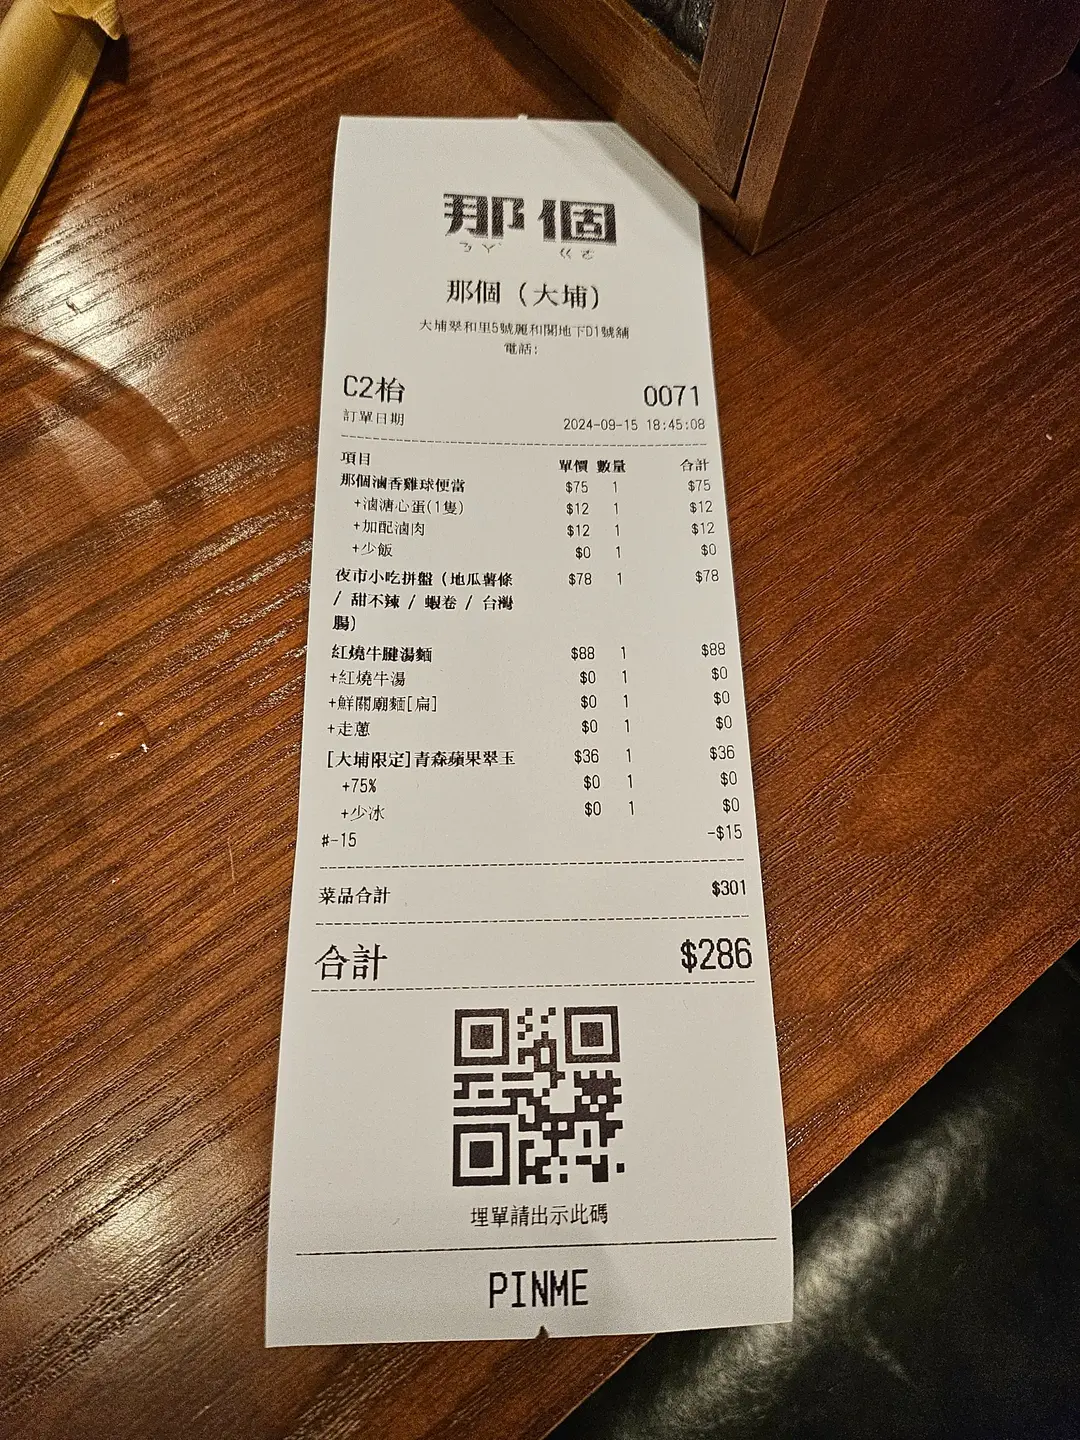 那個
那個（大埔）
大埔翠和里5號麗和閣地下D1號舖
電話:
C2枱 0071
訂單日期 2024-09-15 18:45:08
項目 單價 數量 合計
那個滷香雞球便當 $75 1 $75
+滷溏心蛋(1隻) $12 1 $12
+加配滷肉 $12 1 $12
+少飯 $0 1 $0
夜市小吃拼盤（地瓜薯條 $78 1 $78
/ 甜不辣 / 蝦卷 / 台灣
腸）
紅燒牛腱湯麵 $88 1 $88
+紅燒牛湯 $0 1 $0
+鮮關廟麵[扁] $0 1 $0
+走蔥 $0 1 $0
[大埔限定]青森蘋果翠玉 $36 1 $36
+75% $0 1 $0
+少冰 $0 1 $0
#-15 -$15
菜品合計 $301
合計 $286
埋單請出示此碼
PINME